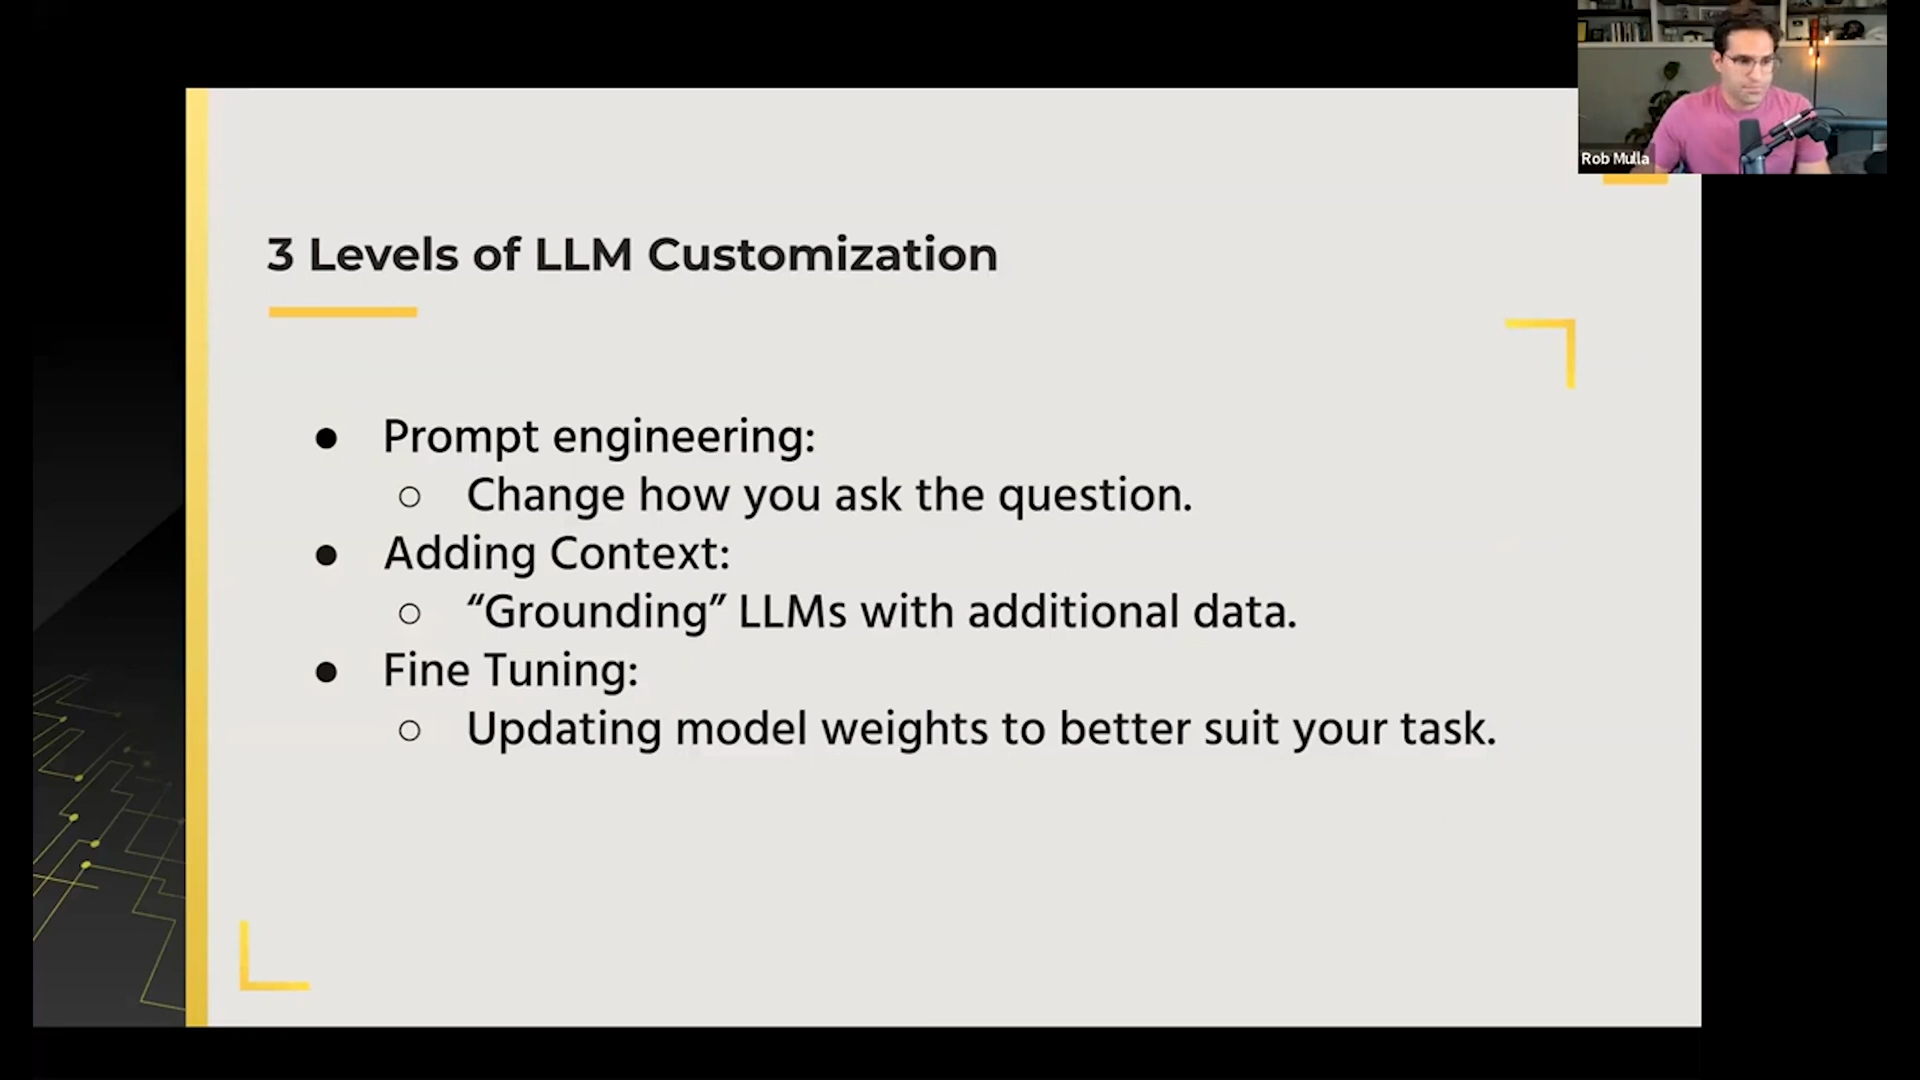 Rob Mulla
3 Levels of LLM Customization
● Prompt engineering:
○ Change how you ask the question.
● Adding Context:
○ “Grounding” LLMs with additional data.
● Fine Tuning:
○ Updating model weights to better suit your task.